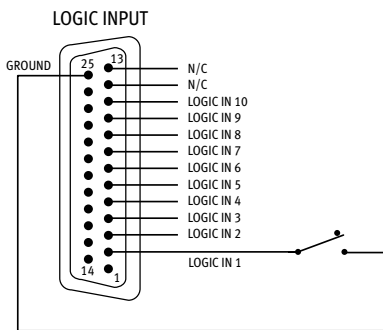 LOGIC INPUT
GROUND
25
13
N/C
N/C
LOGIC IN 10
LOGIC IN 9
LOGIC IN 8
LOGIC IN 7
LOGIC IN 6
LOGIC IN 5
LOGIC IN 4
LOGIC IN 3
LOGIC IN 2
LOGIC IN 1
14
1